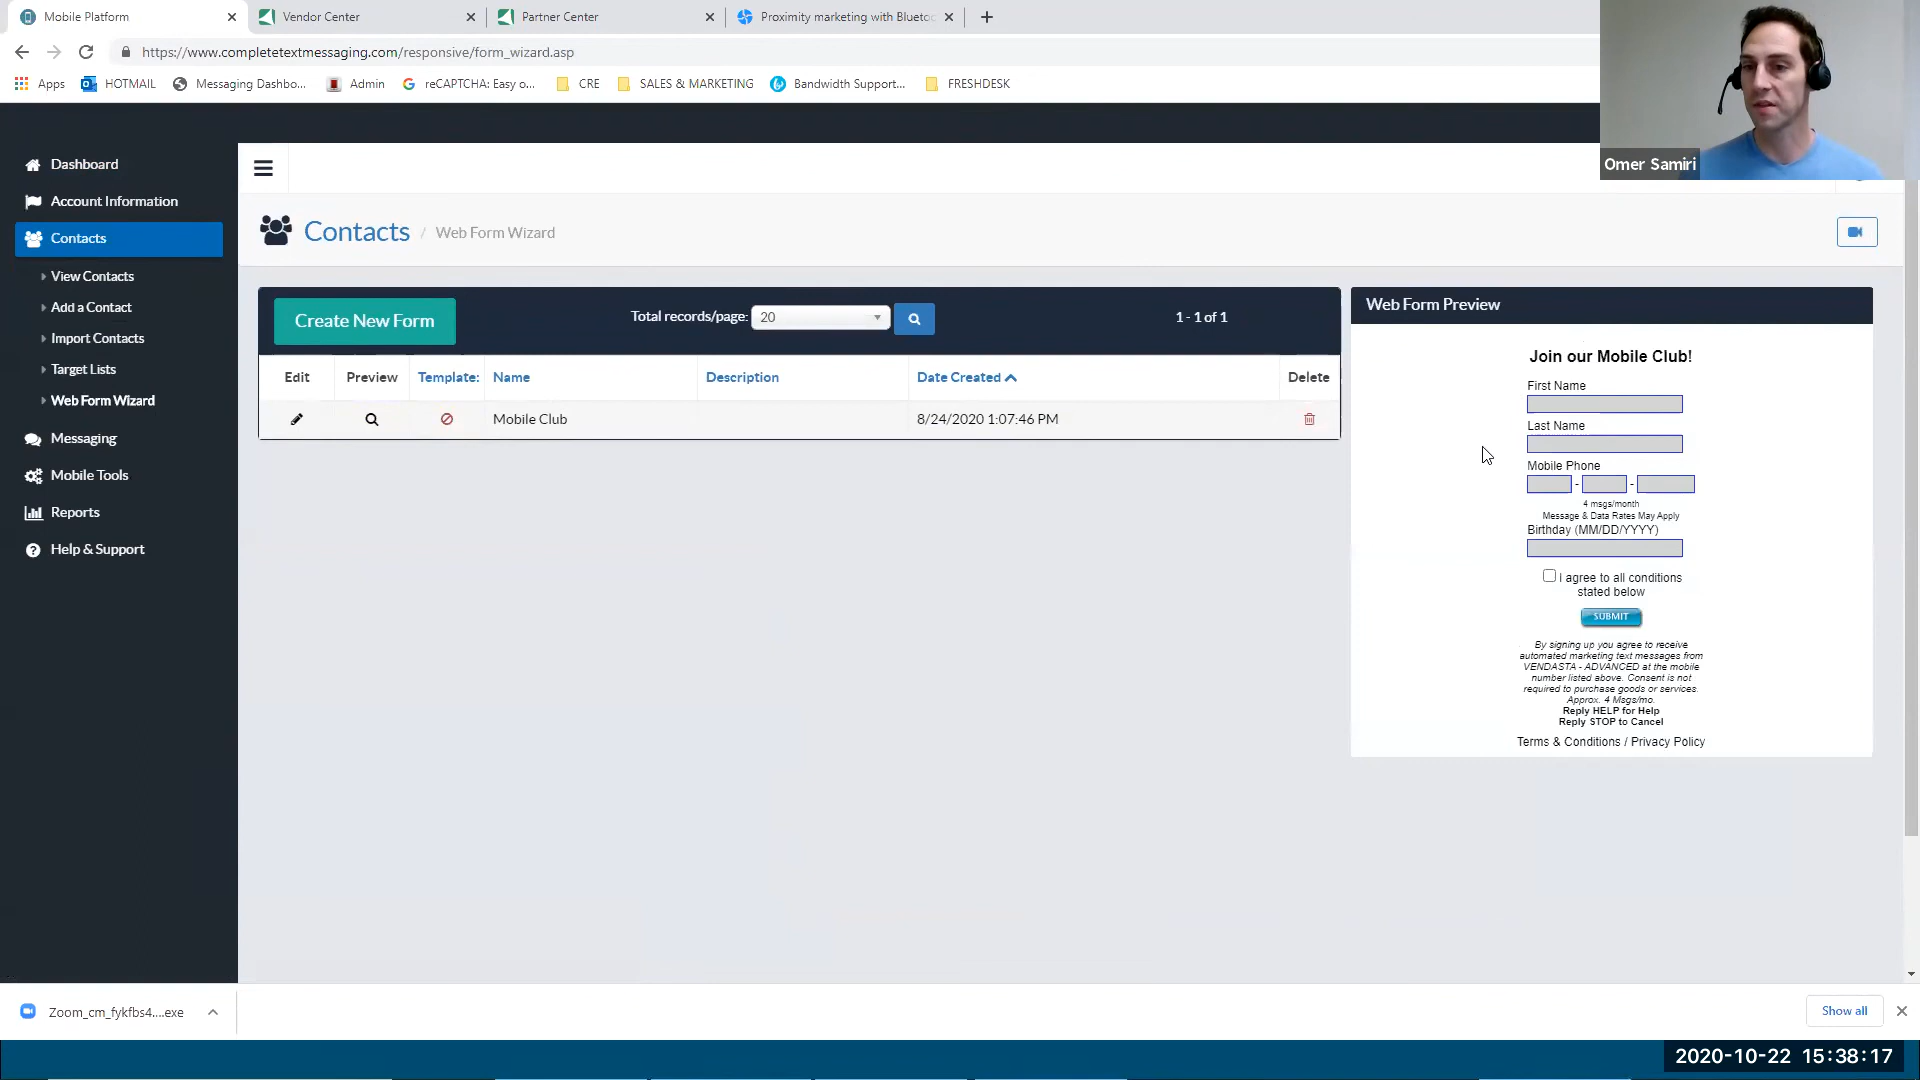 Mobile Platform
Vendor Center
Partner Center
Proximity marketing with Blueto
https://www.completetextmessaging.com/responsive/form_wizard.asp
Apps
HOTMAIL
Messaging Dashbo...
Admin
reCAPTCHA: Easy o...
CRE
SALES & MARKETING
Bandwidth Support...
FRESHDESK
Omer Samiri
Dashboard
Account Information
Contacts
View Contacts
Add a Contact
Import Contacts
Target Lists
Web Form Wizard
Messaging
Mobile Tools
Reports
Help & Support
Contacts / Web Form Wizard
Create New Form
Total records/page: 20
1 - 1 of 1
Edit Preview Template: Name Description Date Created Delete
Mobile Club 8/24/2020 1:07:46 PM
Web Form Preview
Join our Mobile Club!
First Name
Last Name
Mobile Phone
- -
4 msgs/month
Message & Data Rates May Apply
Birthday (MM/DD/YYYY)
I agree to all conditions
stated below
SUBMIT
By signing up you agree to receive
automated marketing text messages from
VENDASTA - ADVANCED at the mobile
number listed above. Consent is not
required to purchase goods or services.
Approx. 4 Msgs/mo.
Reply HELP for Help
Reply STOP to Cancel
Terms & Conditions / Privacy Policy
Zoom_cm_fykfbs4....exe
Show all
2020-10-22 15:38:17